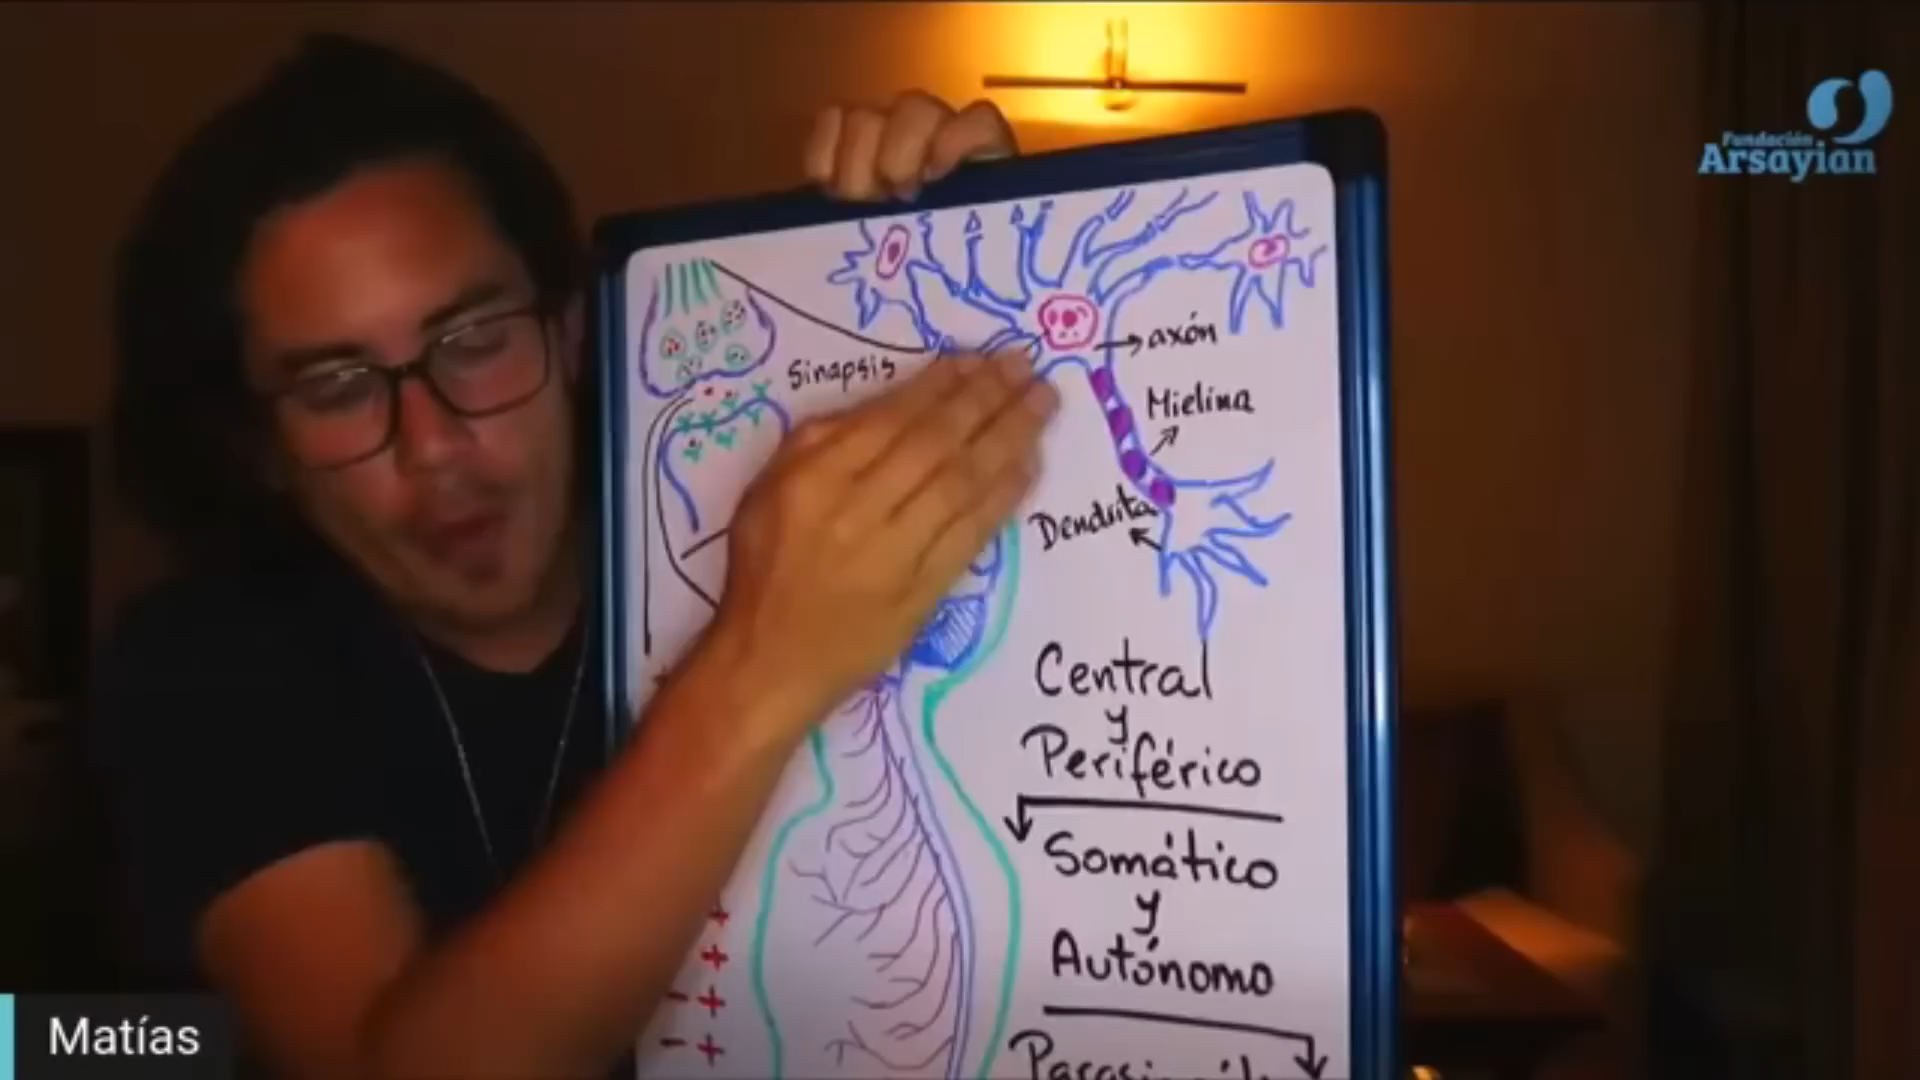 Fundación
Arsayian
Sinapsis
axón
Mielina
Dendrita
Central
y
Periférico
Somático
y
Autónomo
+
+
- +
- +
Matías